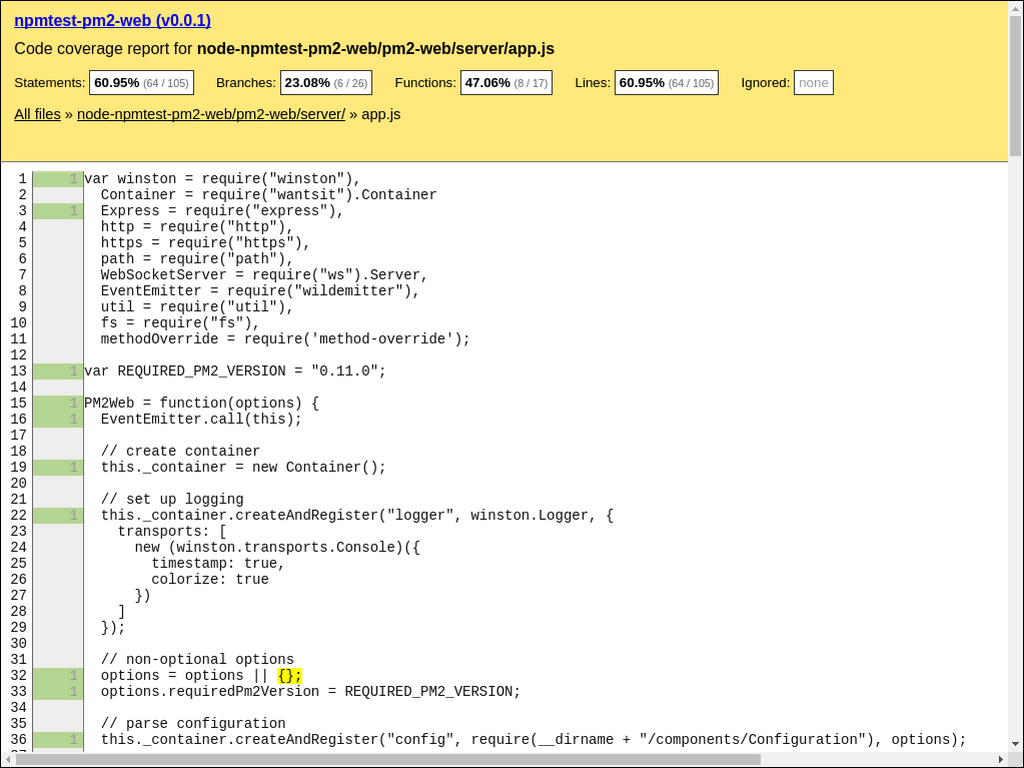 npmtest-pm2-web (v0.0.1)
Code coverage report for node-npmtest-pm2-web/pm2-web/server/app.js
Statements: 60.95% (64 / 105) Branches: 23.08% (6 / 26) Functions: 47.06% (8 / 17) Lines: 60.95% (64 / 105) Ignored: none
All files » node-npmtest-pm2-web/pm2-web/server/ » app.js
1 1 var winston = require("winston"),
2 Container = require("wantsit").Container
3 1 Express = require("express"),
4 http = require("http"),
5 https = require("https"),
6 path = require("path"),
7 WebSocketServer = require("ws").Server,
8 EventEmitter = require("wildemitter"),
9 util = require("util"),
10 fs = require("fs"),
11 methodOverride = require('method-override');
12
13 1 var REQUIRED_PM2_VERSION = "0.11.0";
14
15 1 PM2Web = function(options) {
16 1 EventEmitter.call(this);
17
18 // create container
19 1 this._container = new Container();
20
21 // set up logging
22 1 this._container.createAndRegister("logger", winston.Logger, {
23 transports: [
24 new (winston.transports.Console)({
25 timestamp: true,
26 colorize: true
27 })
28 ]
29 });
30
31 // non-optional options
32 1 options = options || {};
33 1 options.requiredPm2Version = REQUIRED_PM2_VERSION;
34
35 // parse configuration
36 1 this._container.createAndRegister("config", require(__dirname + "/components/Configuration"), options);